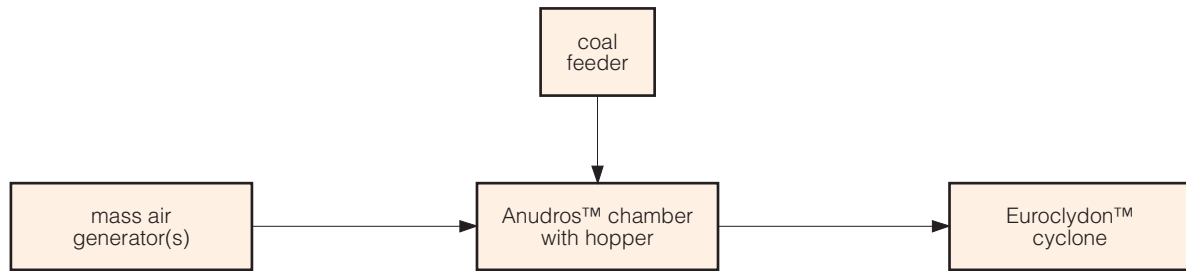 coal
feeder
mass air
generator(s)
Anudros™ chamber
with hopper
Euroclydon™
cyclone